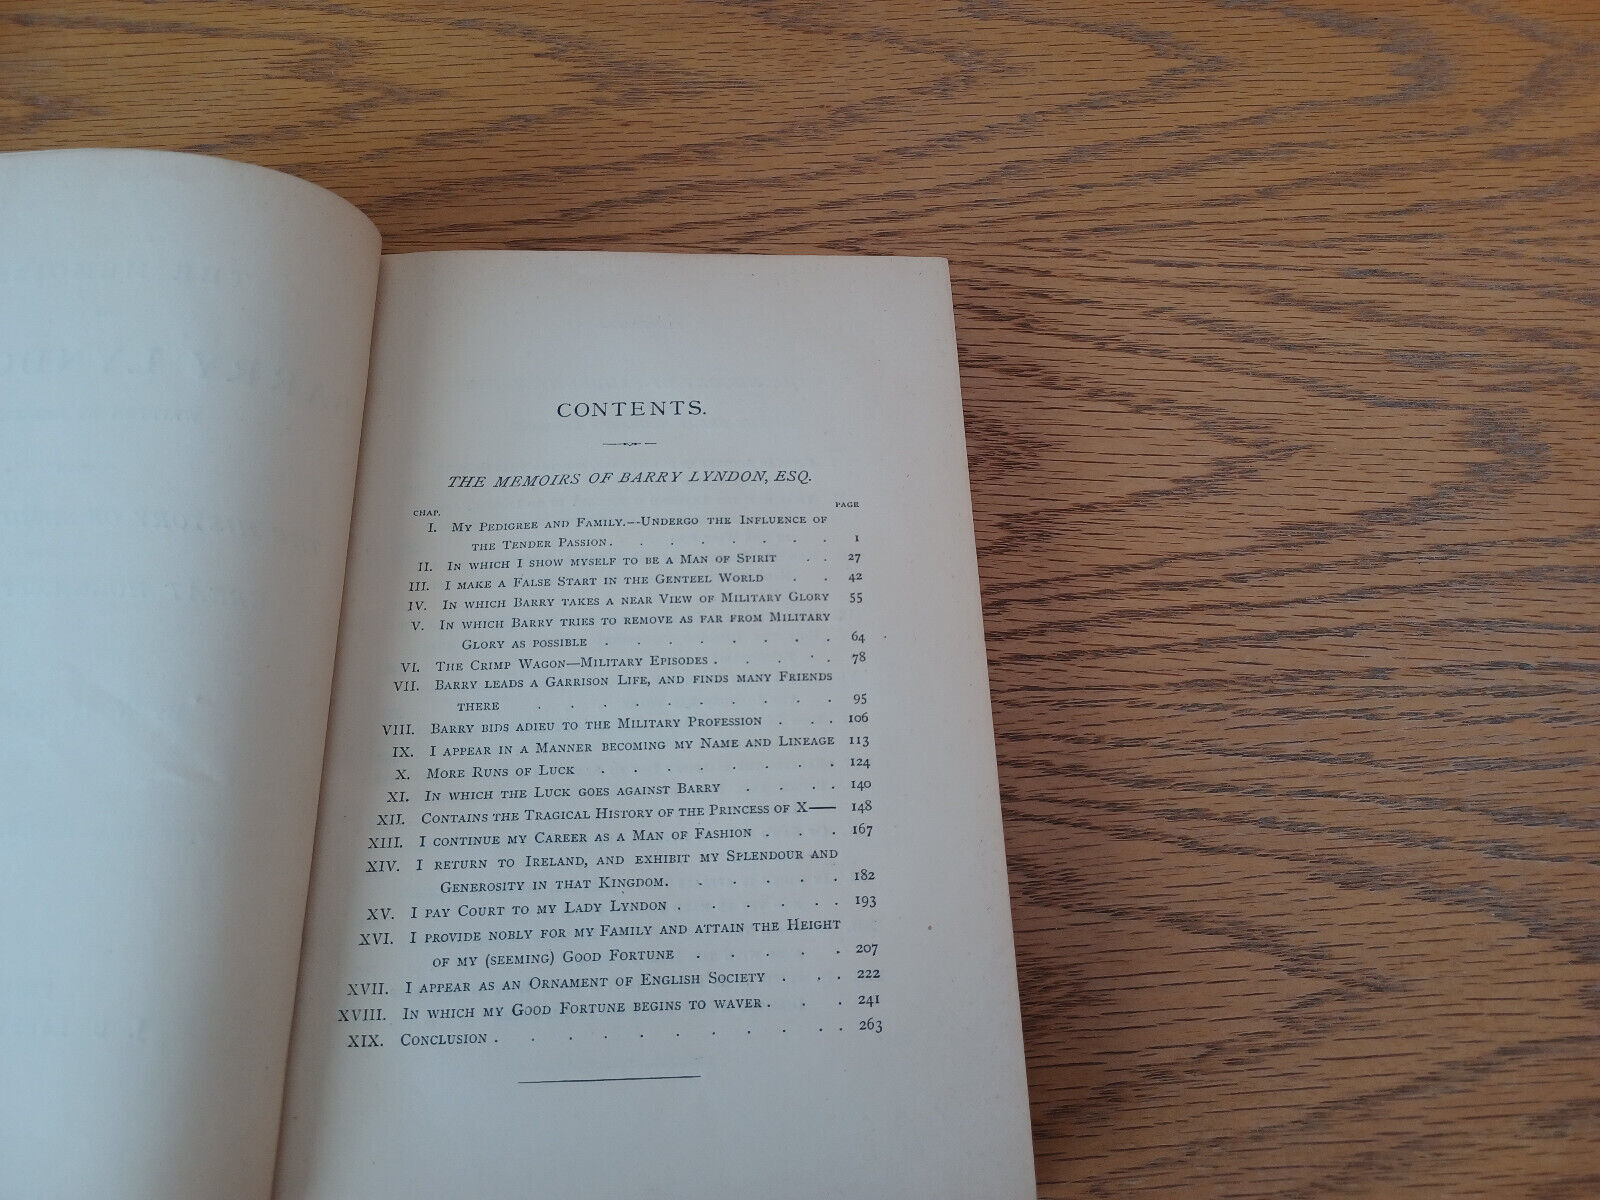 CONTENTS.
THE MEMOIRS OF BARRY LYNDON, ESQ.
CHAP. PAGE
I. My Pedigree and Family.—Undergo the Influence of
the Tender Passion . . . . . . . 1
II. In which I show myself to be a Man of Spirit . . 27
III. I make a False Start in the Genteel World . . 42
IV. In which Barry takes a near View of Military Glory 55
V. In which Barry tries to remove as far from Military
Glory as possible . . . . . . . 64
VI. The Crimp Wagon—Military Episodes . . . . 78
VII. Barry leads a Garrison Life, and finds many Friends
there . . . . . . . . . 95
VIII. Barry bids adieu to the Military Profession . . . 106
IX. I appear in a Manner becoming my Name and Lineage 113
X. More Runs of Luck . . . . . . . 124
XI. In which the Luck goes against Barry . . . . 140
XII. Contains the Tragical History of the Princess of X—— 148
XIII. I continue my Career as a Man of Fashion . . . 167
XIV. I return to Ireland, and exhibit my Splendour and
Generosity in that Kingdom . . . . . . 182
XV. I pay Court to my Lady Lyndon . . . . . . 193
XVI. I provide nobly for my Family and attain the Height
of my (seeming) Good Fortune . . . . . 207
XVII. I appear as an Ornament of English Society . . . 222
XVIII. In which my Good Fortune begins to waver . . . 241
XIX. Conclusion . . . . . . . . . . 263